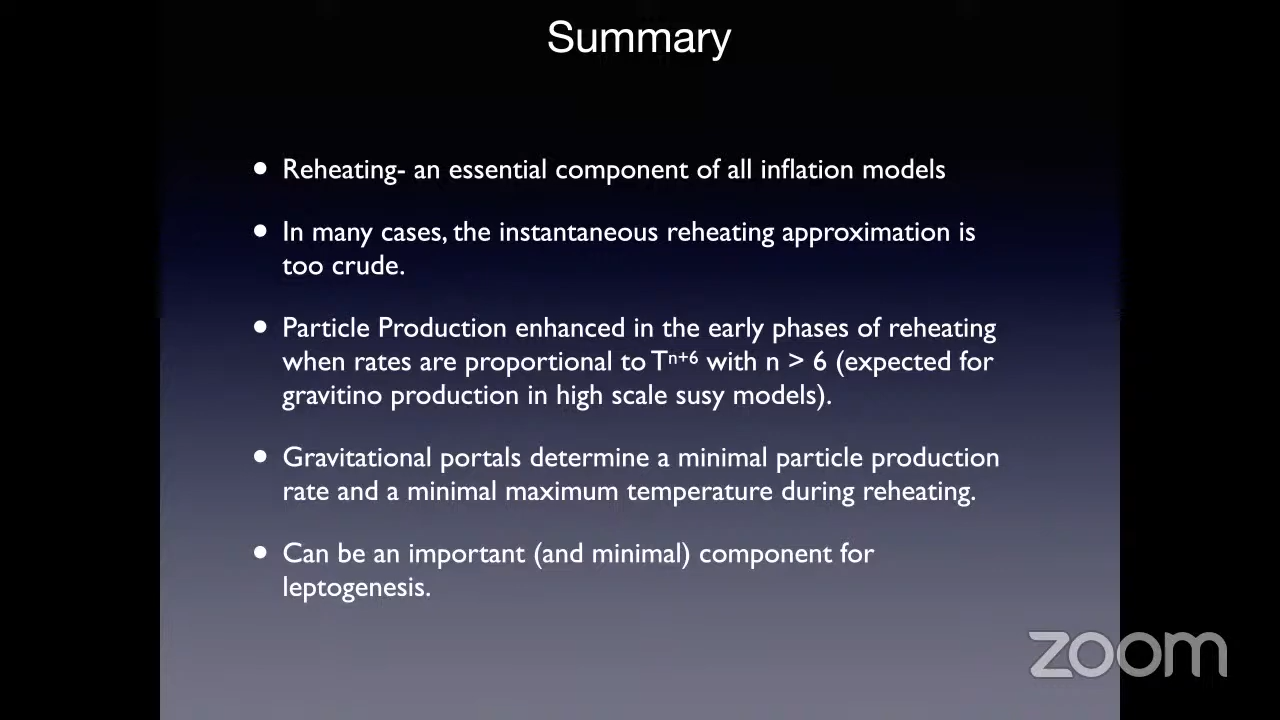 Summary
• Reheating- an essential component of all inflation models
• In many cases, the instantaneous reheating approximation is
too crude.
• Particle Production enhanced in the early phases of reheating
when rates are proportional to Tⁿ⁺⁶ with n > 6 (expected for
gravitino production in high scale susy models).
• Gravitational portals determine a minimal particle production
rate and a minimal maximum temperature during reheating.
• Can be an important (and minimal) component for
leptogenesis.
zoom